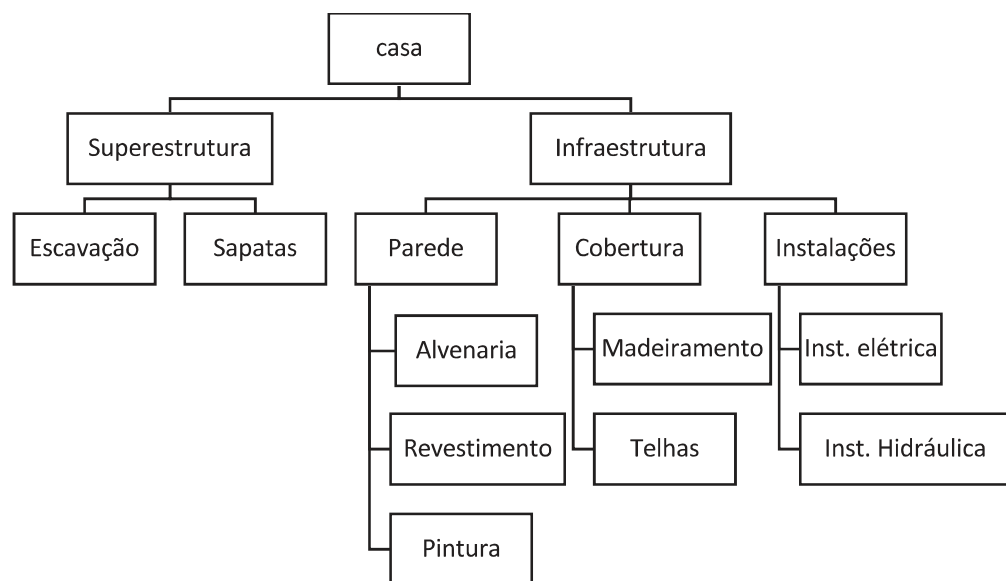 casa
Superestrutura
Infraestrutura
Escavação
Sapatas
Parede
Cobertura
Instalações
Alvenaria
Madeiramento
Inst. elétrica
Revestimento
Telhas
Inst. Hidráulica
Pintura